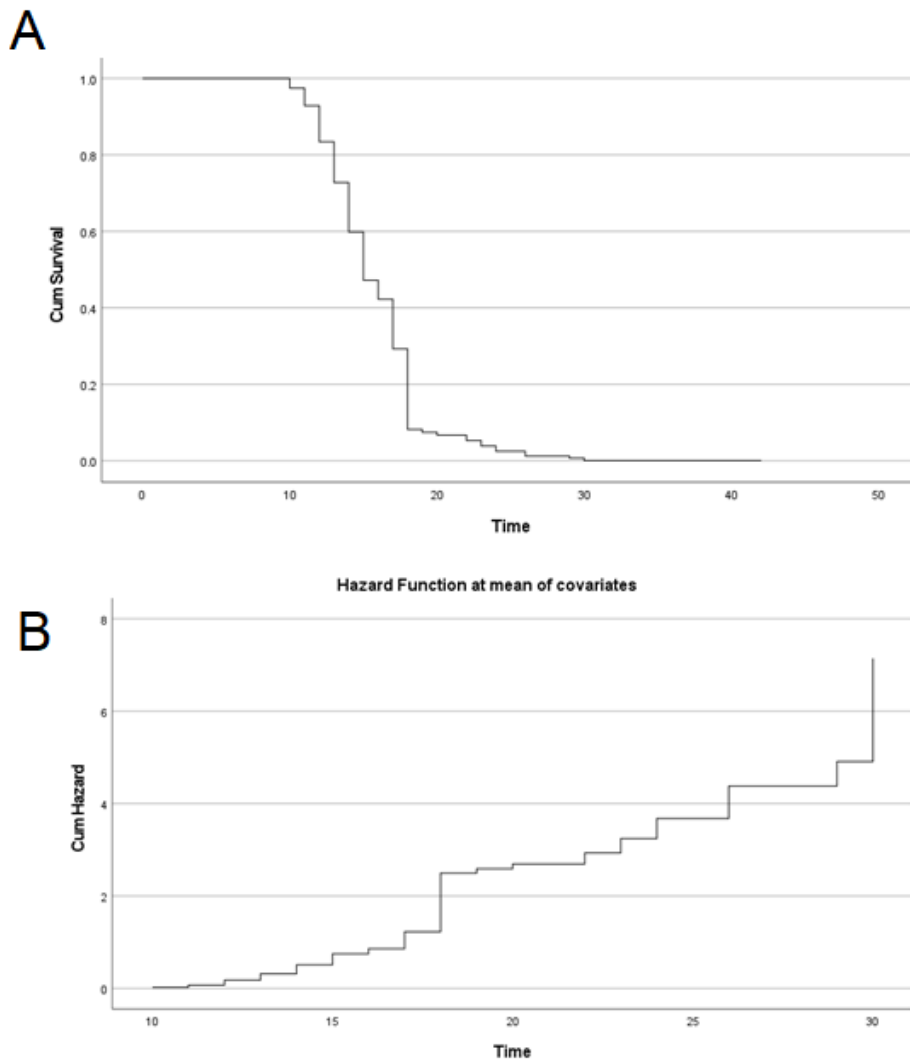 A
1.0
0.8
0.6
0.4
0.2
0.0
Cum Survival
0 10 20 30 40 50
Time
Hazard Function at mean of covariates
B
8
6
4
2
0
Cum Hazard
10 15 20 25 30
Time